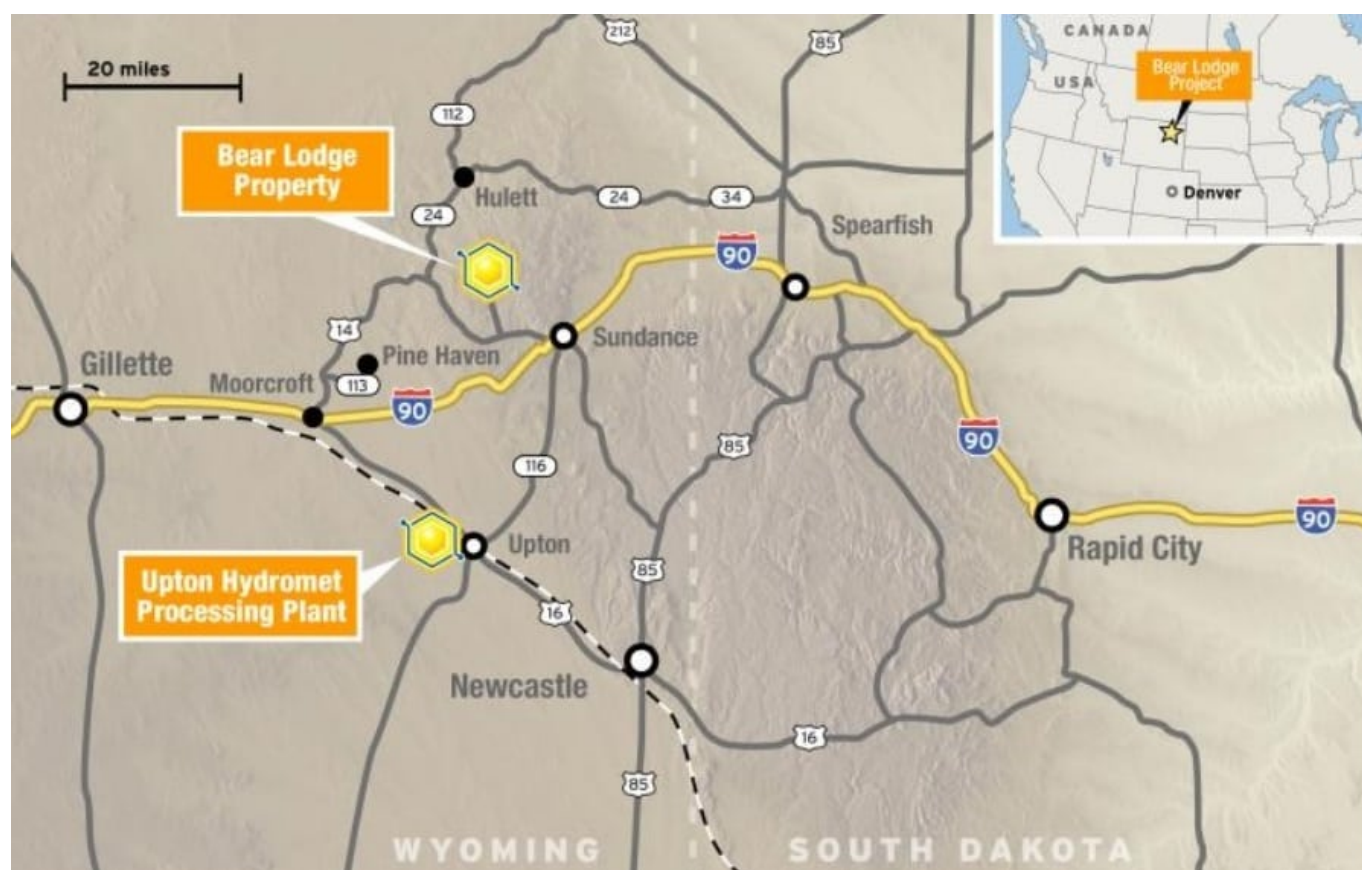 20 miles
212
85
CANADA
USA
Bear Lodge
Project
Denver
112
Bear Lodge
Property
Hulett
24
24
34
Spearfish
90
14
Sundance
Pine Haven
Gillette
Moorcroft
113
90
85
90
116
Rapid City
90
Upton
Upton Hydromet
Processing Plant
85
16
Newcastle
16
85
WYOMING
SOUTH DAKOTA